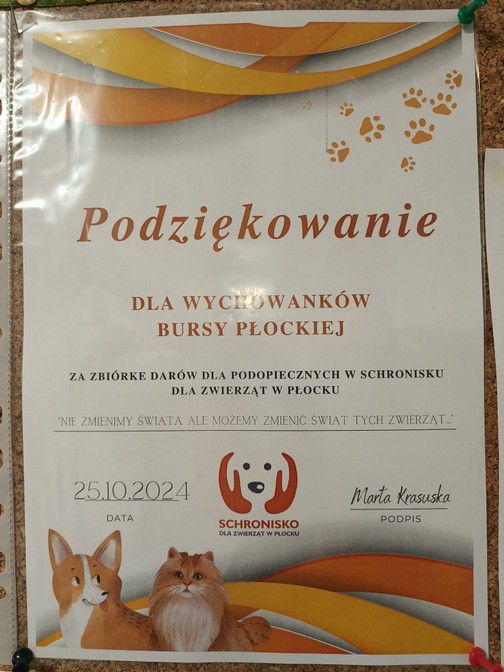 Podziękowanie
DLA WYCHOWANKÓW
BURSY PŁOCKIEJ
ZA ZBIÓRKE DARÓW DLA PODOPIECZNYCH W SCHRONISKU
DLA ZWIERZĄT W PŁOCKU
"NIE ZMIENIMY ŚWIATA ALE MOŻEMY ZMIENIĆ ŚWIAT TYCH ZWIERZĄT..."
25.10.2024
DATA
SCHRONISKO
DLA ZWIERZĄT W PŁOCKU
Marta Krasuska
PODPIS